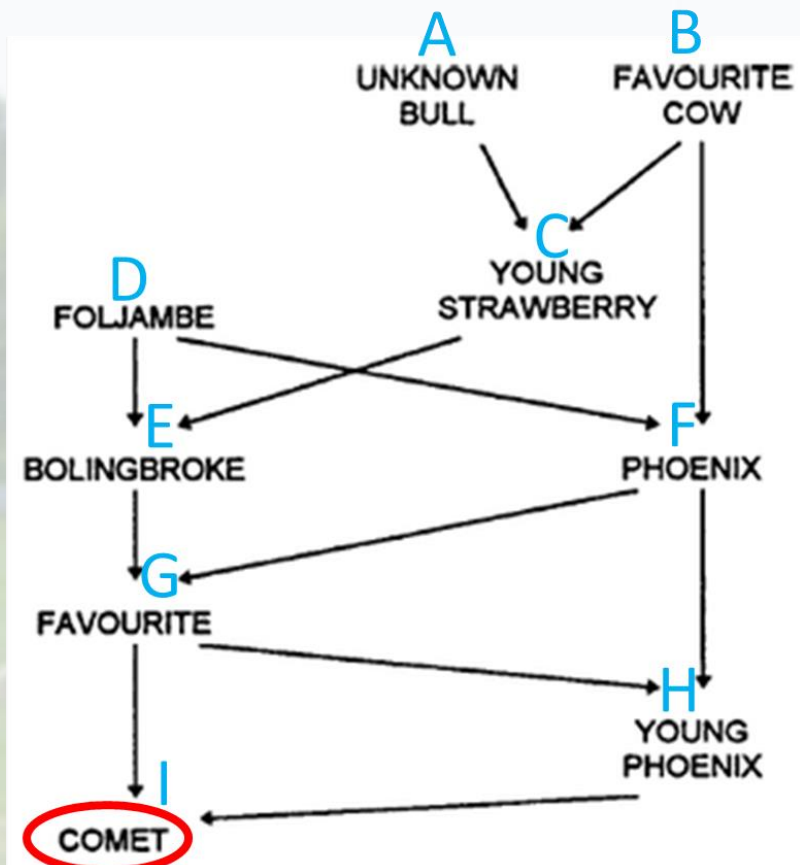 A
B
UNKNOWN
BULL
FAVOURITE
COW
C
YOUNG
STRAWBERRY
D
FOLJAMBE
E
BOLINGBROKE
F
PHOENIX
G
FAVOURITE
H
YOUNG
PHOENIX
I
COMET